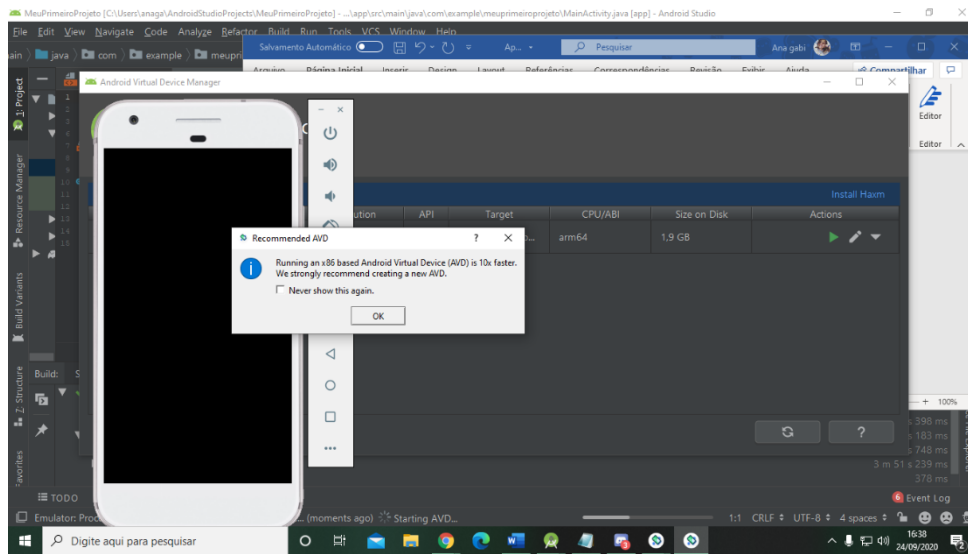 MeuPrimeiroProjeto [C:\Users\anaga\AndroidStudioProjects\MeuPrimeiroProjeto] - ...\app\src\main\java\com\example\meuprimeiroprojeto\MainActivity.java [app] - Android Studio
File Edit View Navigate Code Analyze Refactor Build Run Tools VCS Window Help
java com example meupri
Salvamento Automático Ap... Pesquisar Ana gabi
Arquivo Página Inicial Inserir Design Layout Referências Correspondências Revisão Exibir Ajuda Compartilhar
Android Virtual Device Manager
Editor
Editor
1: Project
Resource Manager
Build Variants
Z: Structure
Favorites
Install Haxm
ution API Target CPU/ABI Size on Disk Actions
arm64 1,9 GB
Recommended AVD
Running an x86 based Android Virtual Device (AVD) is 10x faster.
We strongly recommend creating a new AVD.
Never show this again.
OK
Build:
100%
398 ms
183 ms
748 ms
3 m 51 s 239 ms
378 ms
TODO
6 Event Log
Emulator: Proc
... (moments ago) Starting AVD...
1:1 CRLF UTF-8 4 spaces
Digite aqui para pesquisar
16:38
24/09/2020